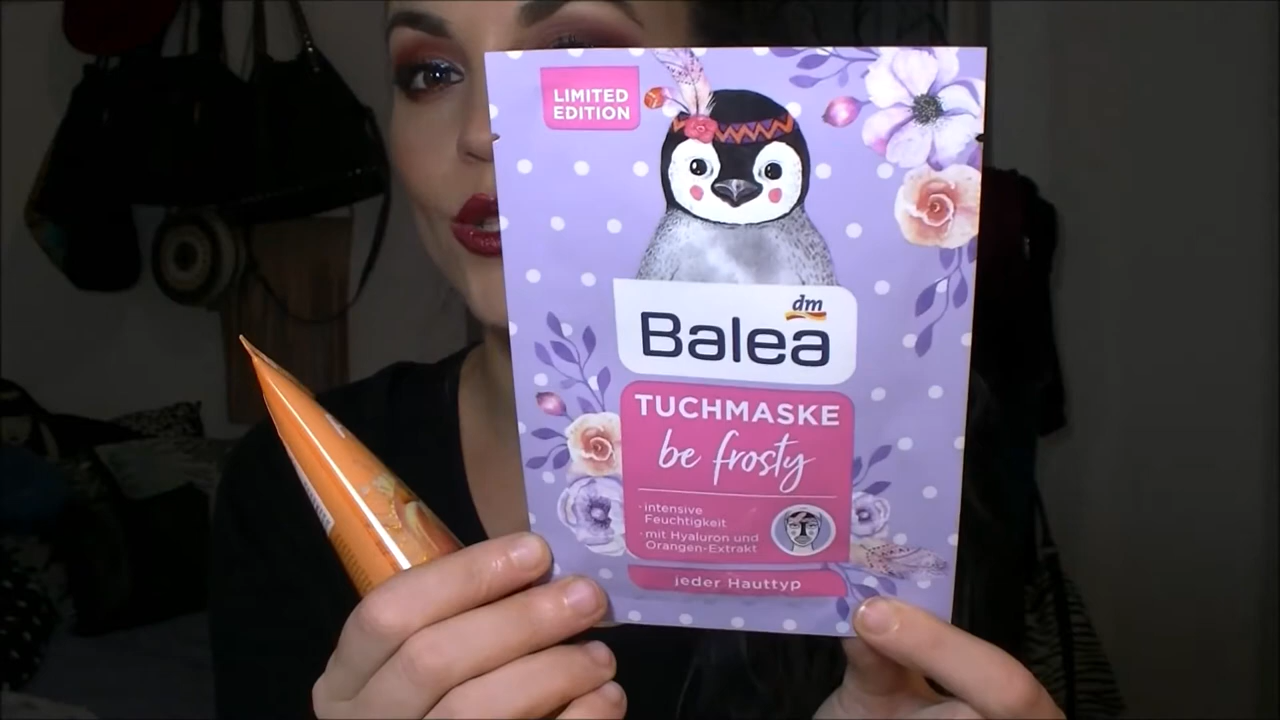 LIMITED
EDITION
dm
Balea
TUCHMASKE
be frosty
· intensive
Feuchtigkeit
· mit Hyaluron und
Orangen-Extrakt
jeder Hauttyp